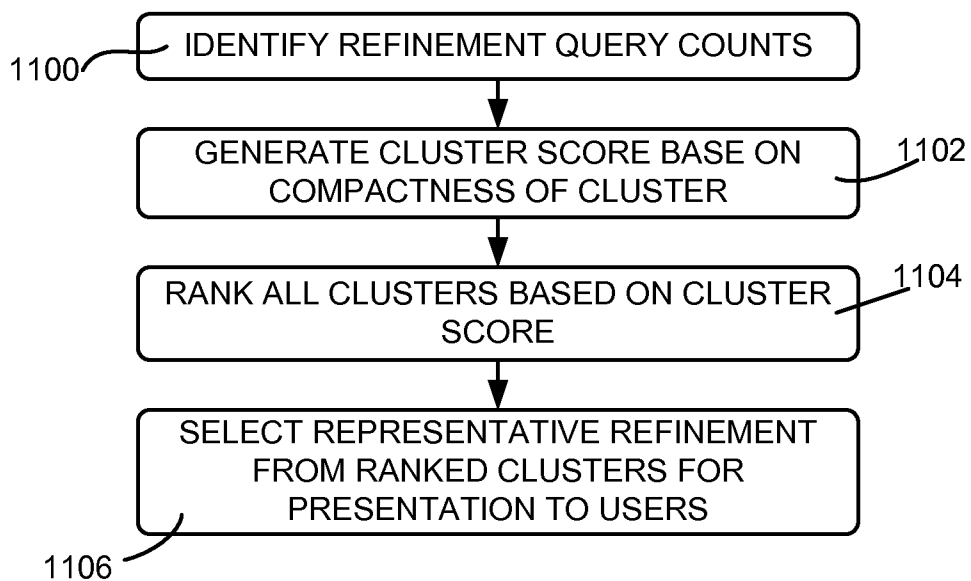 1100
IDENTIFY REFINEMENT QUERY COUNTS
GENERATE CLUSTER SCORE BASE ON
COMPACTNESS OF CLUSTER
1102
RANK ALL CLUSTERS BASED ON CLUSTER
SCORE
1104
SELECT REPRESENTATIVE REFINEMENT
FROM RANKED CLUSTERS FOR
PRESENTATION TO USERS
1106